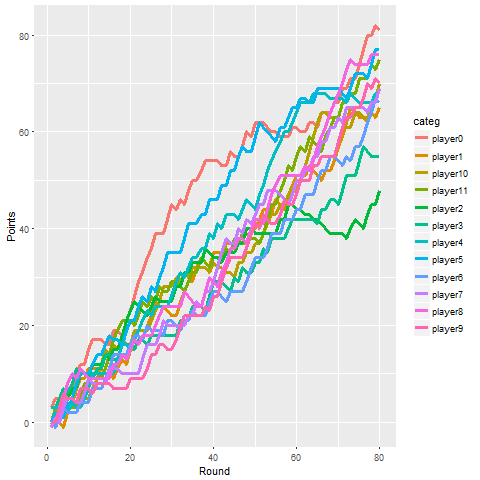 80
60
40
20
0
Points
0
20
40
60
80
Round
categ
player0
player1
player10
player11
player2
player3
player4
player5
player6
player7
player8
player9